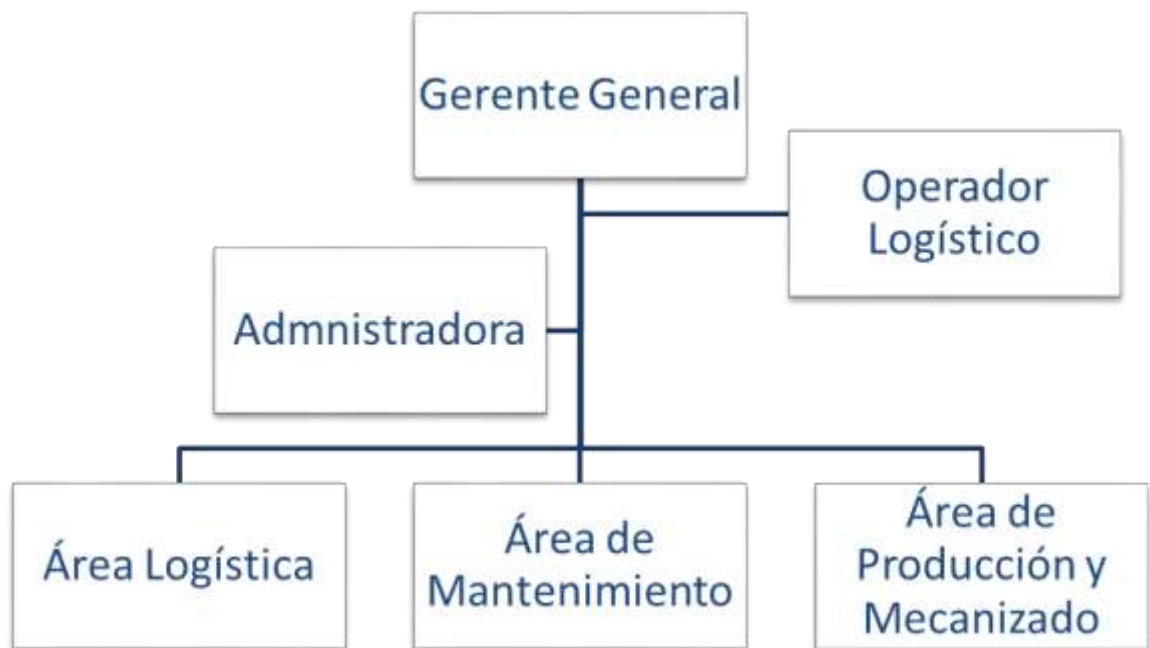 Gerente General
Operador
Logístico
Admnistradora
Área Logística
Área de
Mantenimiento
Área de
Producción y
Mecanizado